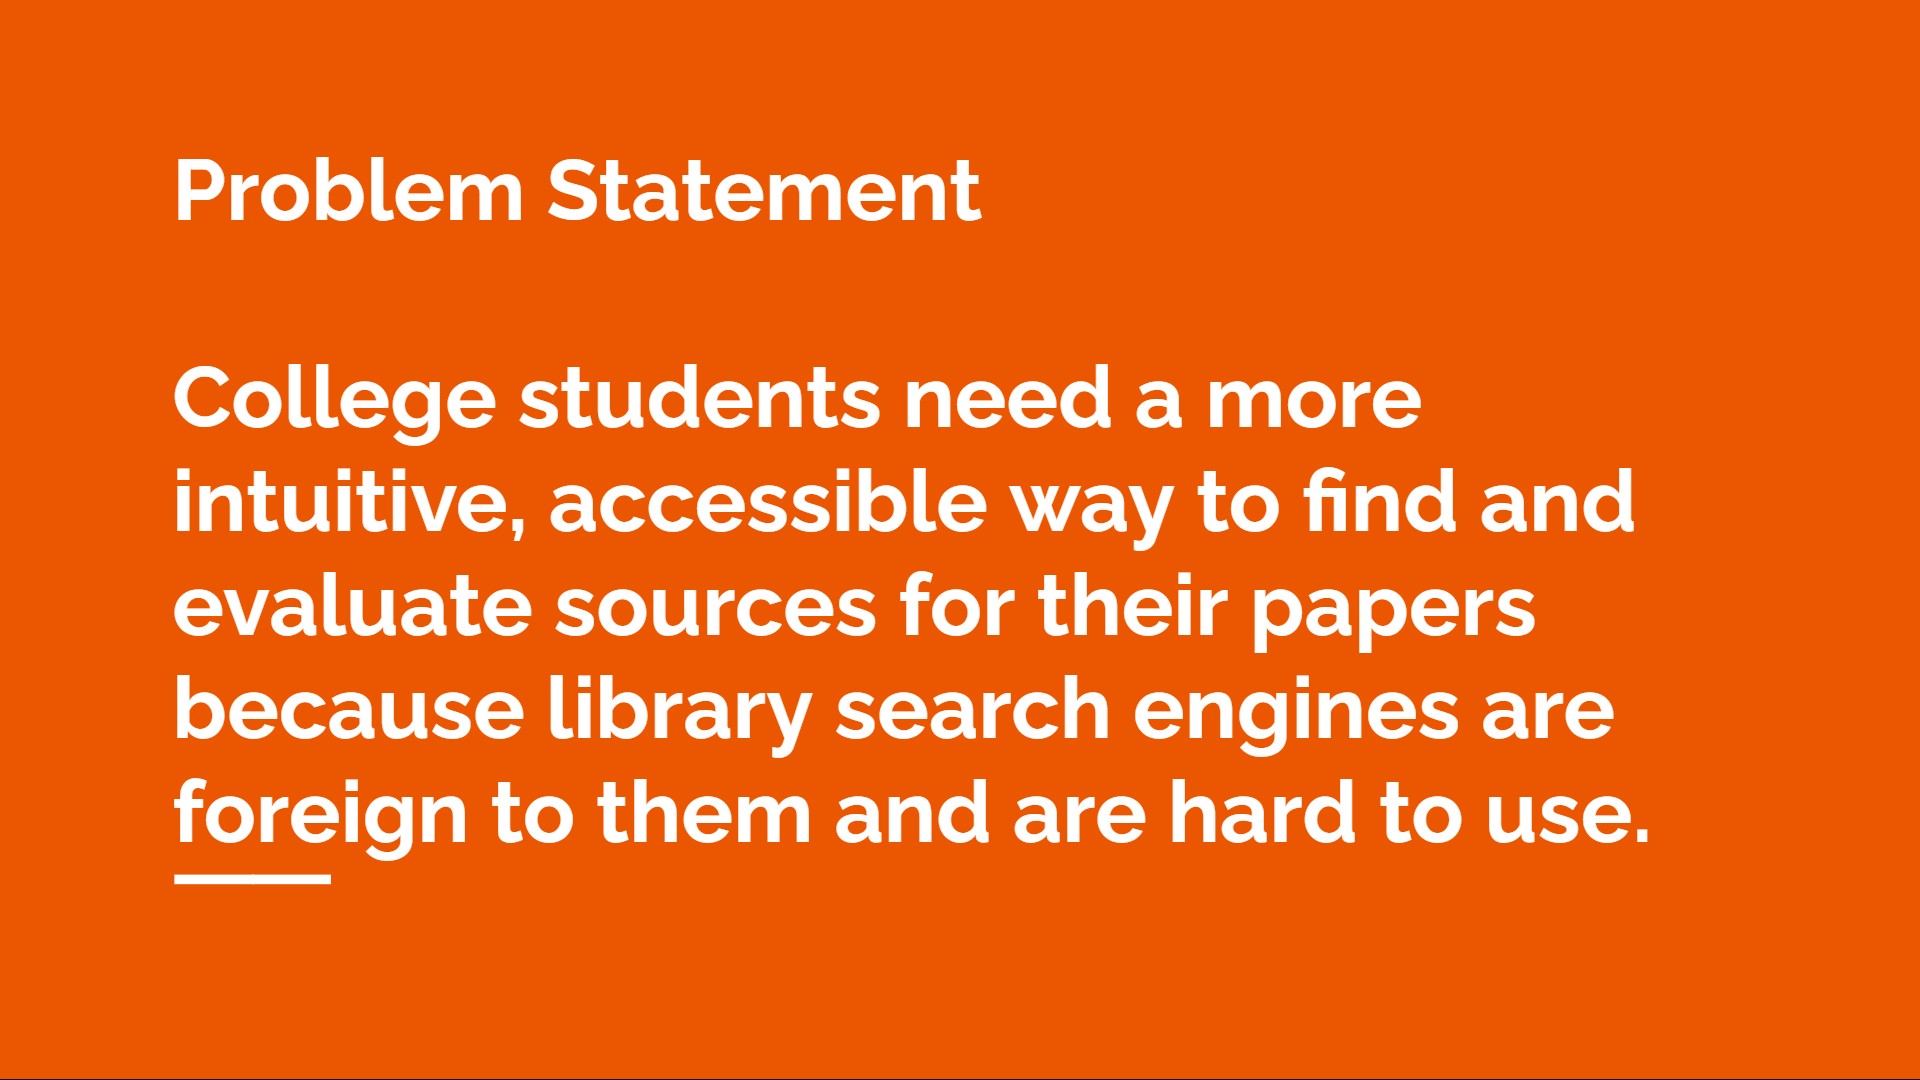 Problem Statement
College students need a more
intuitive, accessible way to find and
evaluate sources for their papers
because library search engines are
foreign to them and are hard to use.